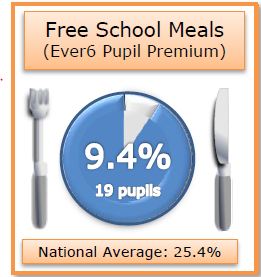 Free School Meals
(Ever6 Pupil Premium)
9.4%
19 pupils
National Average: 25.4%